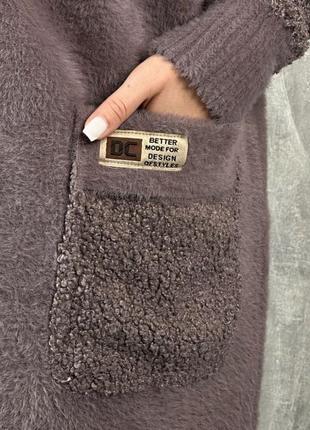 DC
BETTER
MODE FOR
DESIGN
OFSTYLES